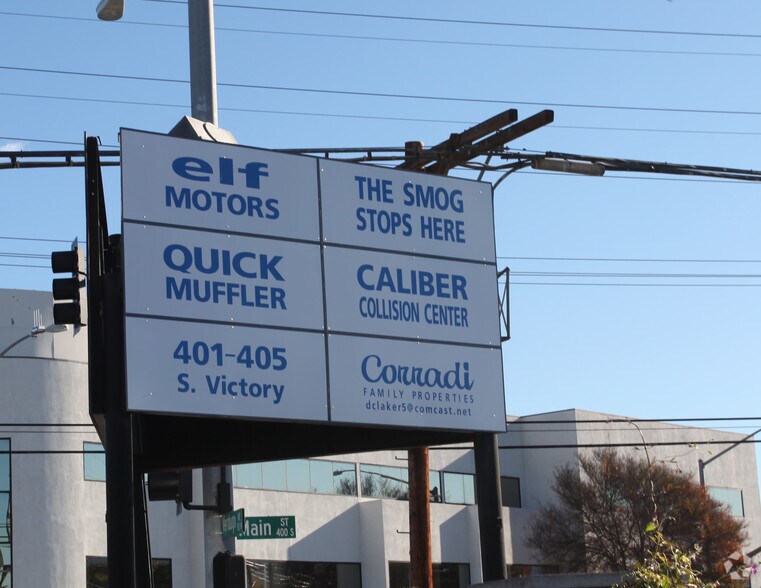 elf
MOTORS
THE SMOG
STOPS HERE
QUICK
MUFFLER
CALIBER
COLLISION CENTER
401-405
S. Victory
Corradi
FAMILY PROPERTIES
dclaker5@comcast.net
Main ST
400 S